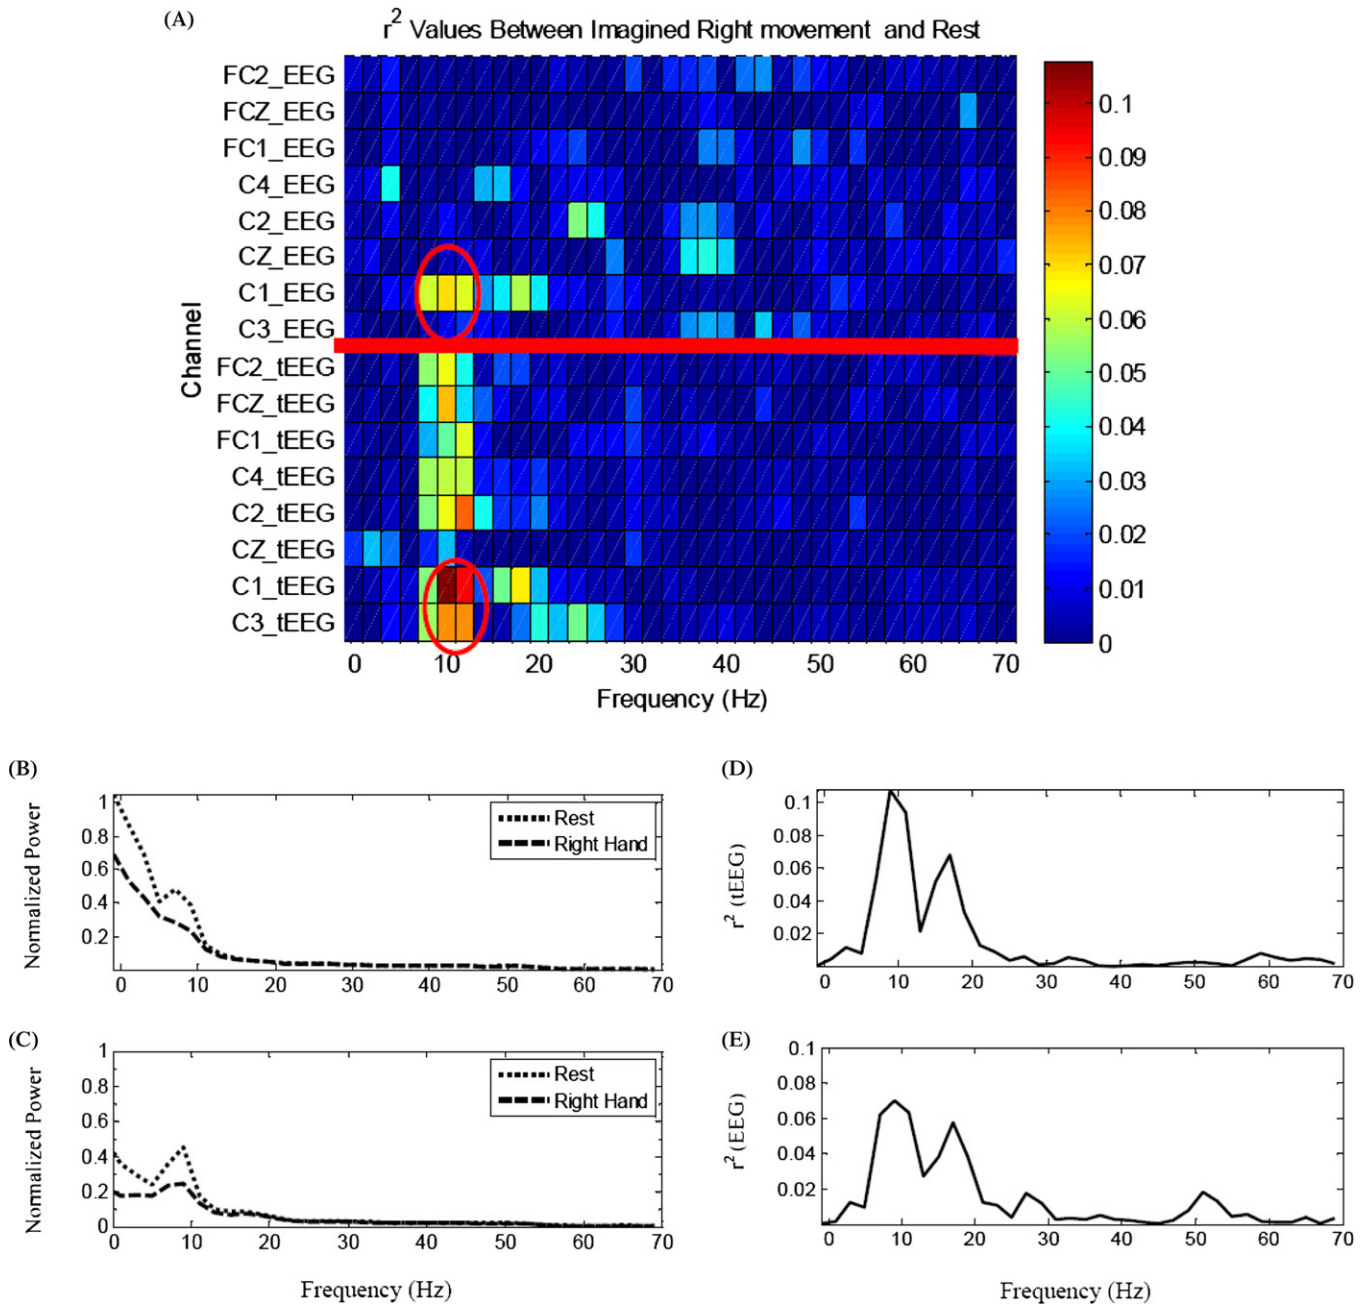 (A)
r² Values Between Imagined Right movement and Rest
Channel
FC2_EEG
FCZ_EEG
FC1_EEG
C4_EEG
C2_EEG
CZ_EEG
C1_EEG
C3_EEG
FC2_tEEG
FCZ_tEEG
FC1_tEEG
C4_tEEG
C2_tEEG
CZ_tEEG
C1_tEEG
C3_tEEG
0 10 20 30 40 50 60 70
Frequency (Hz)
0.1
0.09
0.08
0.07
0.06
0.05
0.04
0.03
0.02
0.01
0
(B)
Normalized Power
1
0.8
0.6
0.4
0.2
Rest
Right Hand
0 10 20 30 40 50 60 70
(C)
Normalized Power
1
0.8
0.6
0.4
0.2
0
Rest
Right Hand
0 10 20 30 40 50 60 70
Frequency (Hz)
(D)
r² (tEEG)
0.1
0.08
0.06
0.04
0.02
0 10 20 30 40 50 60 70
(E)
r² (EEG)
0.1
0.08
0.06
0.04
0.02
0 10 20 30 40 50 60 70
Frequency (Hz)